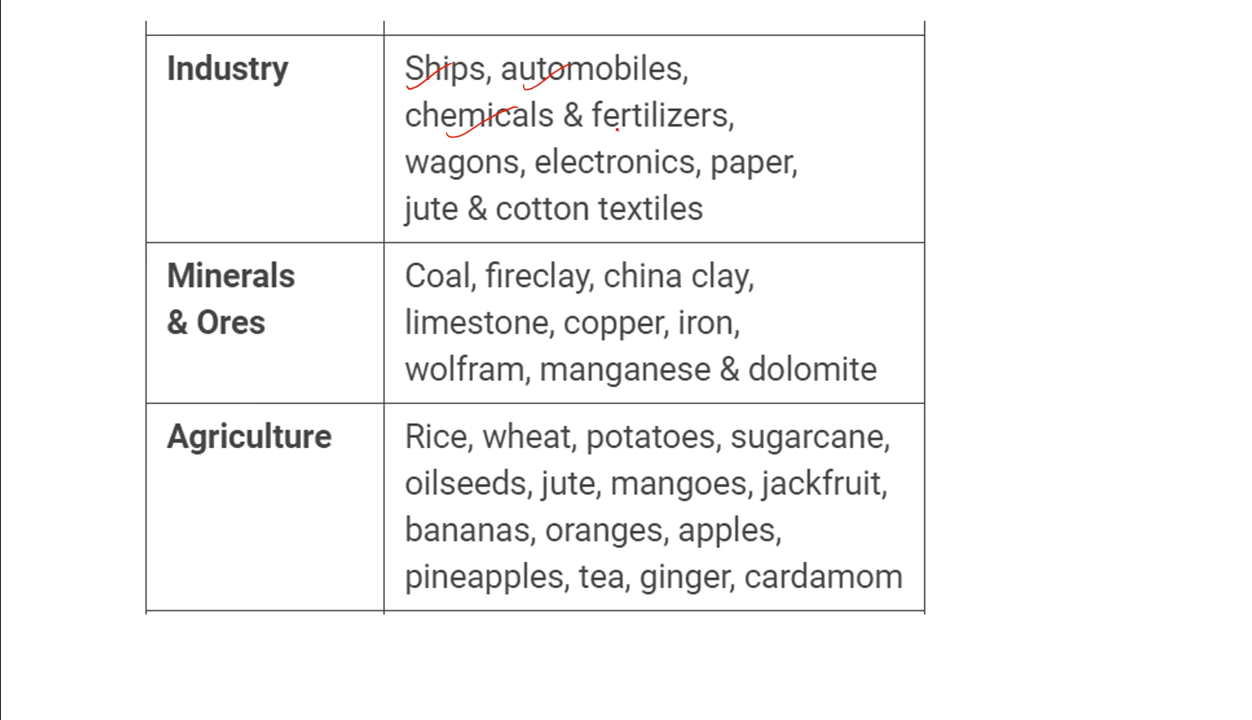 Industry
Ships, automobiles,
chemicals & fertilizers,
wagons, electronics, paper,
jute & cotton textiles
Minerals
& Ores
Coal, fireclay, china clay,
limestone, copper, iron,
wolfram, manganese & dolomite
Agriculture
Rice, wheat, potatoes, sugarcane,
oilseeds, jute, mangoes, jackfruit,
bananas, oranges, apples,
pineapples, tea, ginger, cardamom